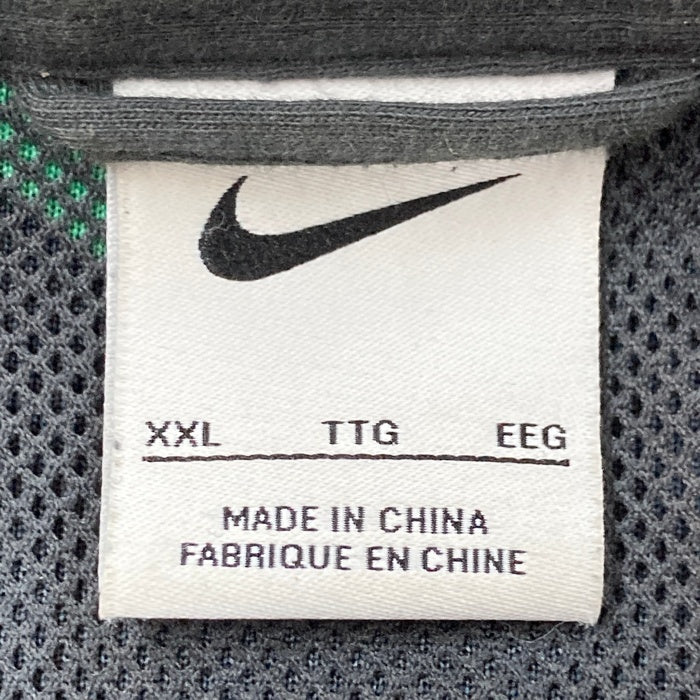 XXL TTG EEG
MADE IN CHINA
FABRIQUE EN CHINE